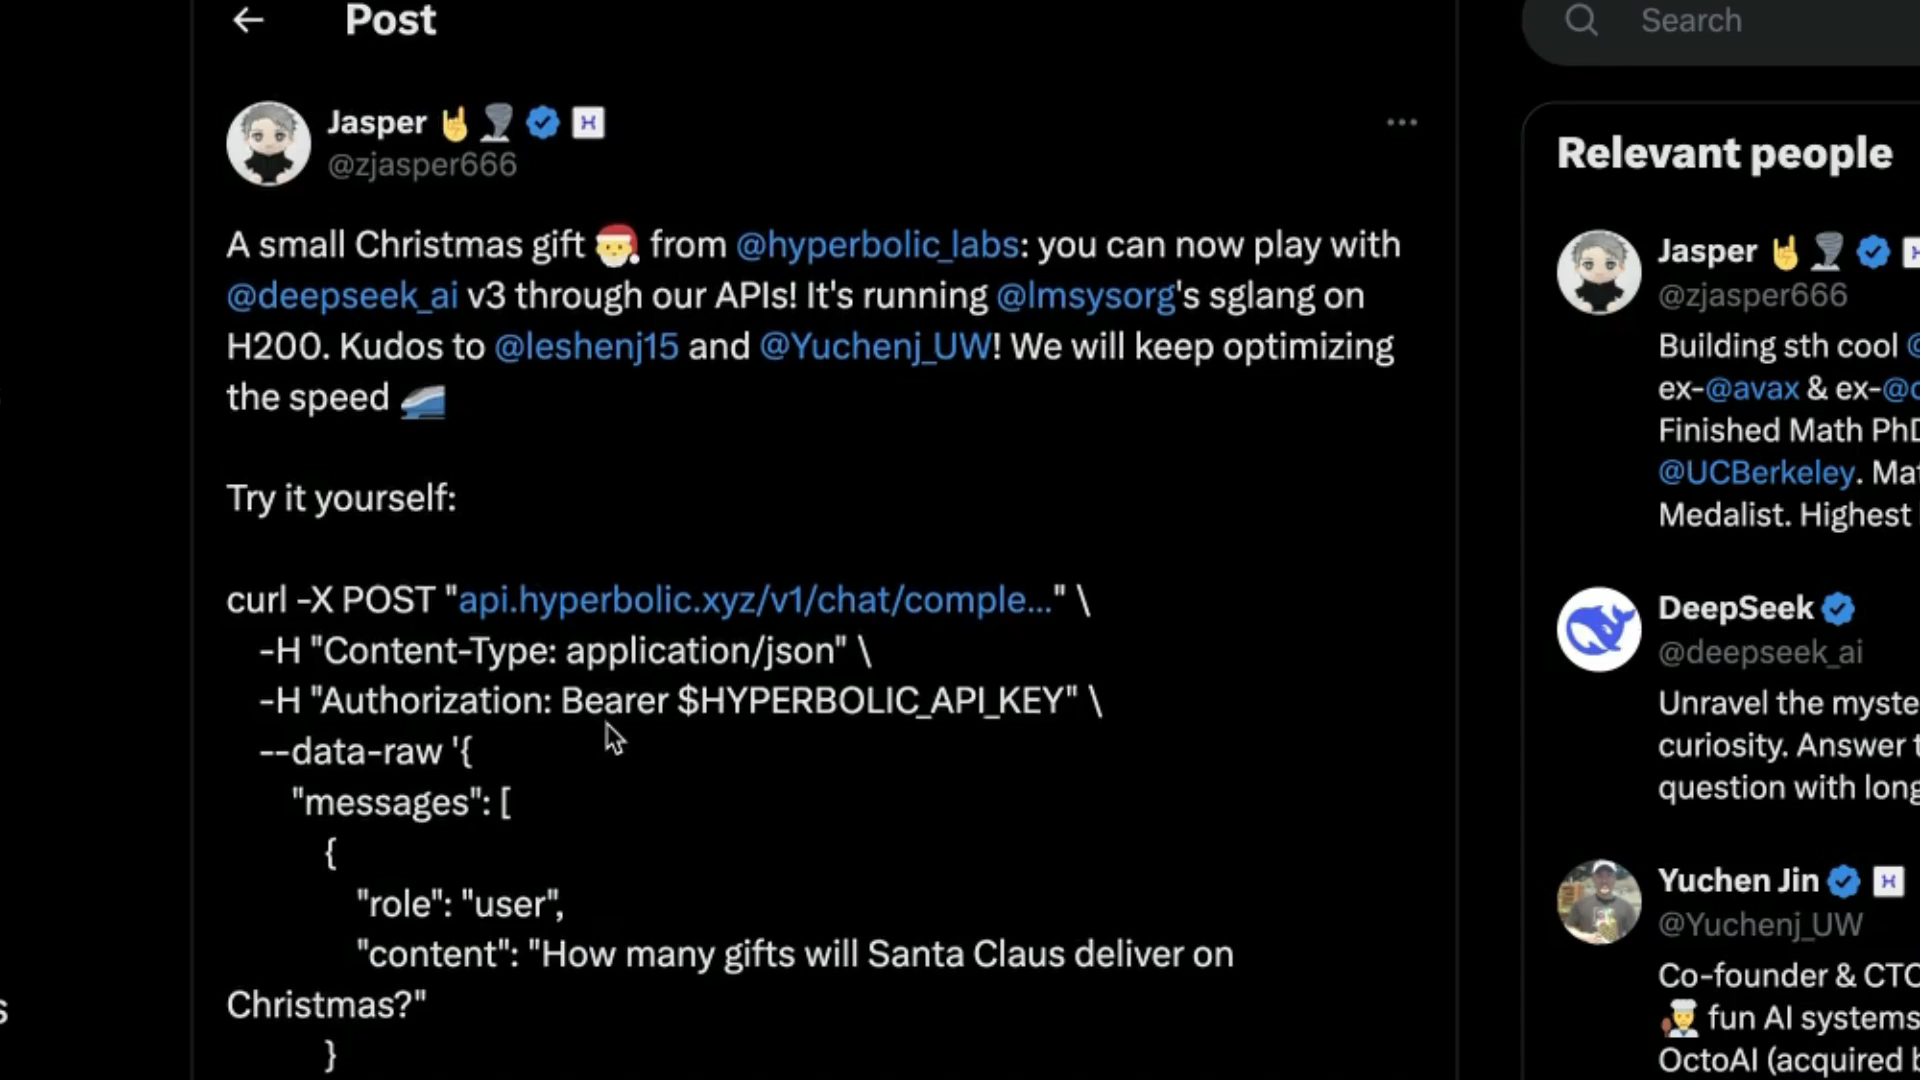 Post
Search
Jasper
@zjasper666
A small Christmas gift from @hyperbolic_labs: you can now play with
@deepseek_ai v3 through our APIs! It's running @lmsysorg's sglang on
H200. Kudos to @leshenj15 and @Yuchenj_UW! We will keep optimizing
the speed
Try it yourself:
curl -X POST "api.hyperbolic.xyz/v1/chat/comple..." \
-H "Content-Type: application/json" \
-H "Authorization: Bearer $HYPERBOLIC_API_KEY" \
--data-raw '{
"messages": [
{
"role": "user",
"content": "How many gifts will Santa Claus deliver on
Christmas?"
}
Relevant people
Jasper
@zjasper666
Building sth cool @
ex-@avax & ex-@
Finished Math PhD
@UCBerkeley.
Medalist. Highest
DeepSeek
@deepseek_ai
Unravel the
curiosity. Answer
question with long
Yuchen Jin
@Yuchenj_UW
Co-founder & CTO
fun AI systems
OctoAI (acquired